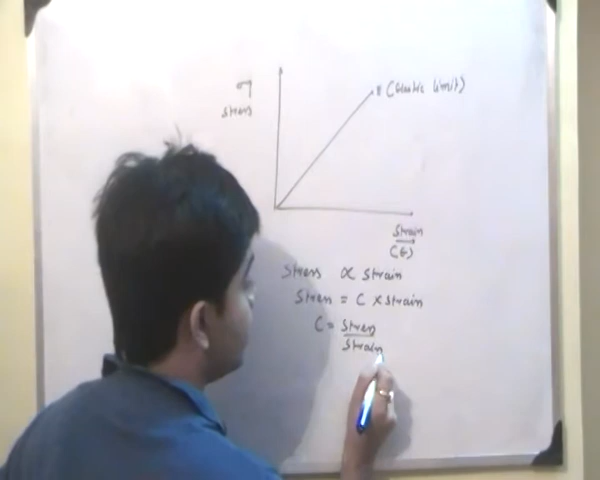 σ
Stress
E (Elastic limit)
Strain
(ε)
Stress ∝ Strain
Stress = C × Strain
C = Stress
Strain